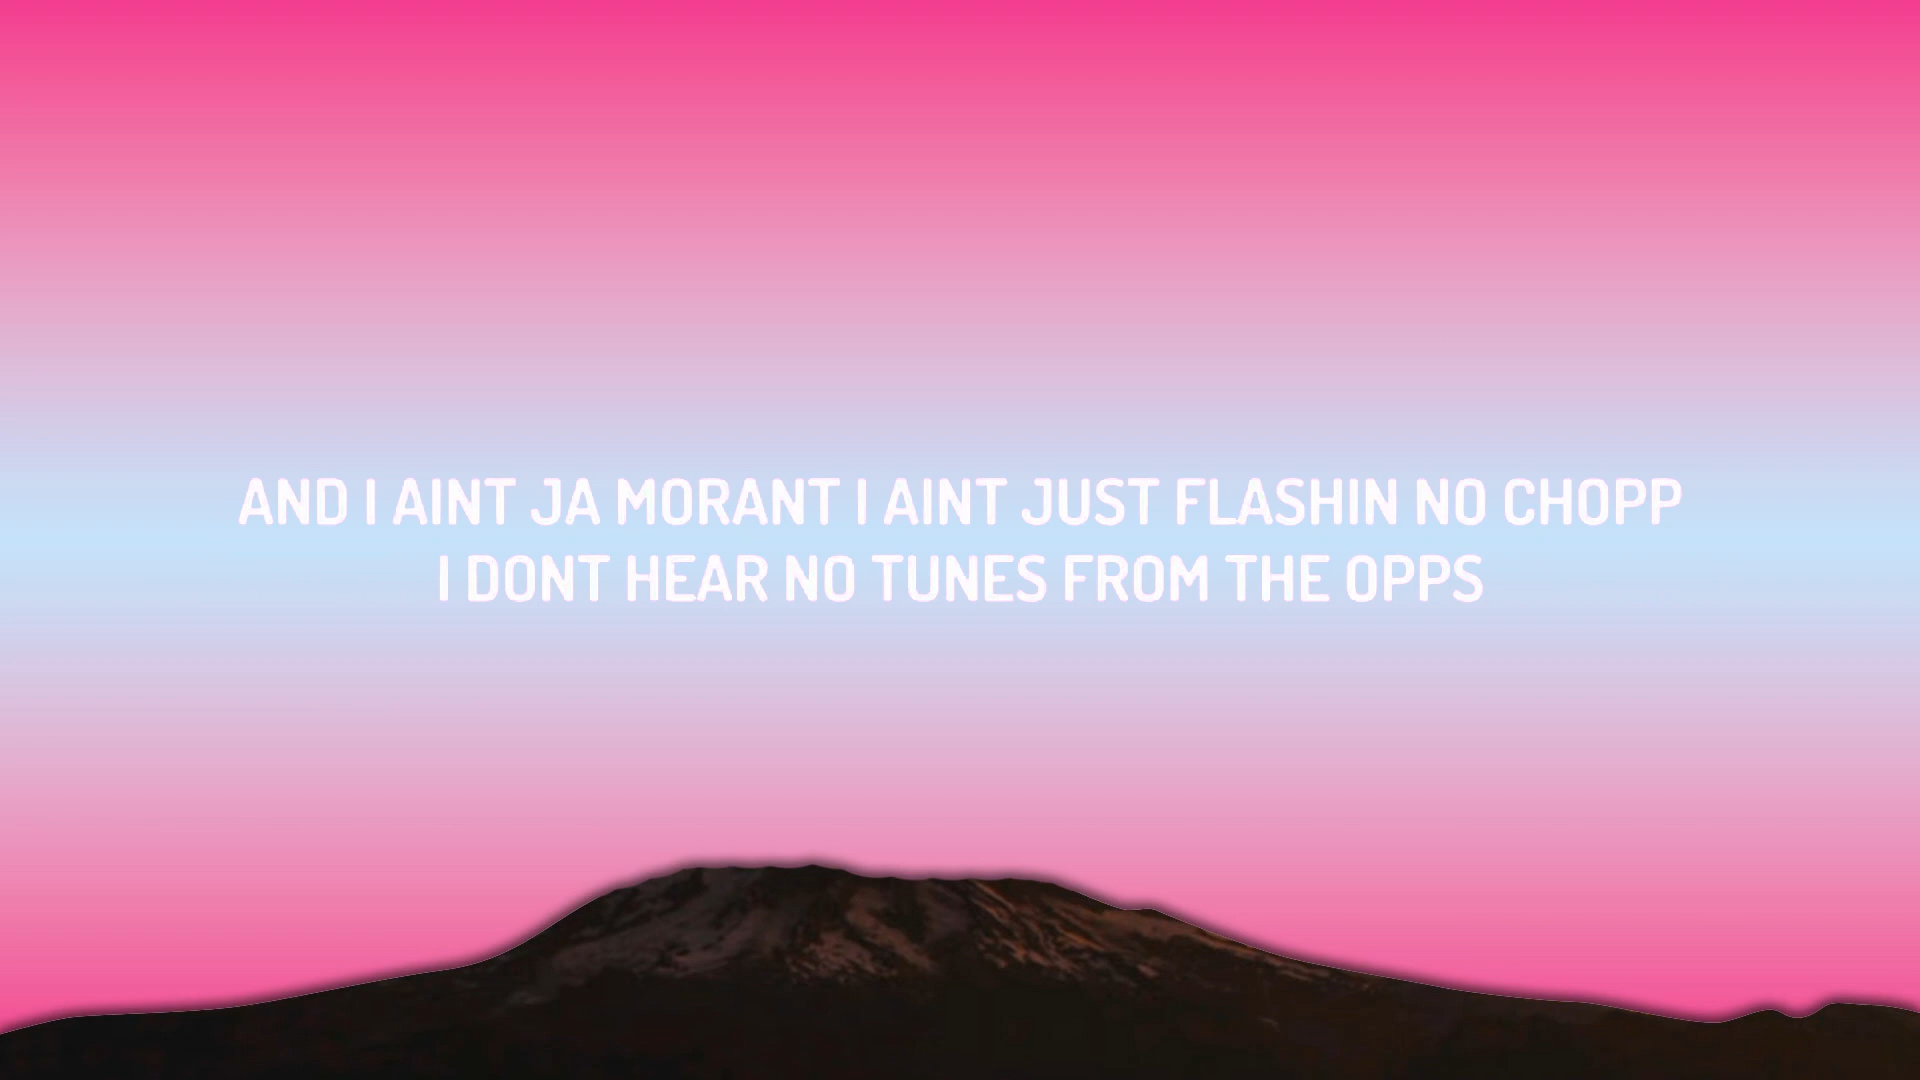 AND I AINT JA MORANT I AINT JUST FLASHIN NO CHOPP
I DONT HEAR NO TUNES FROM THE OPPS